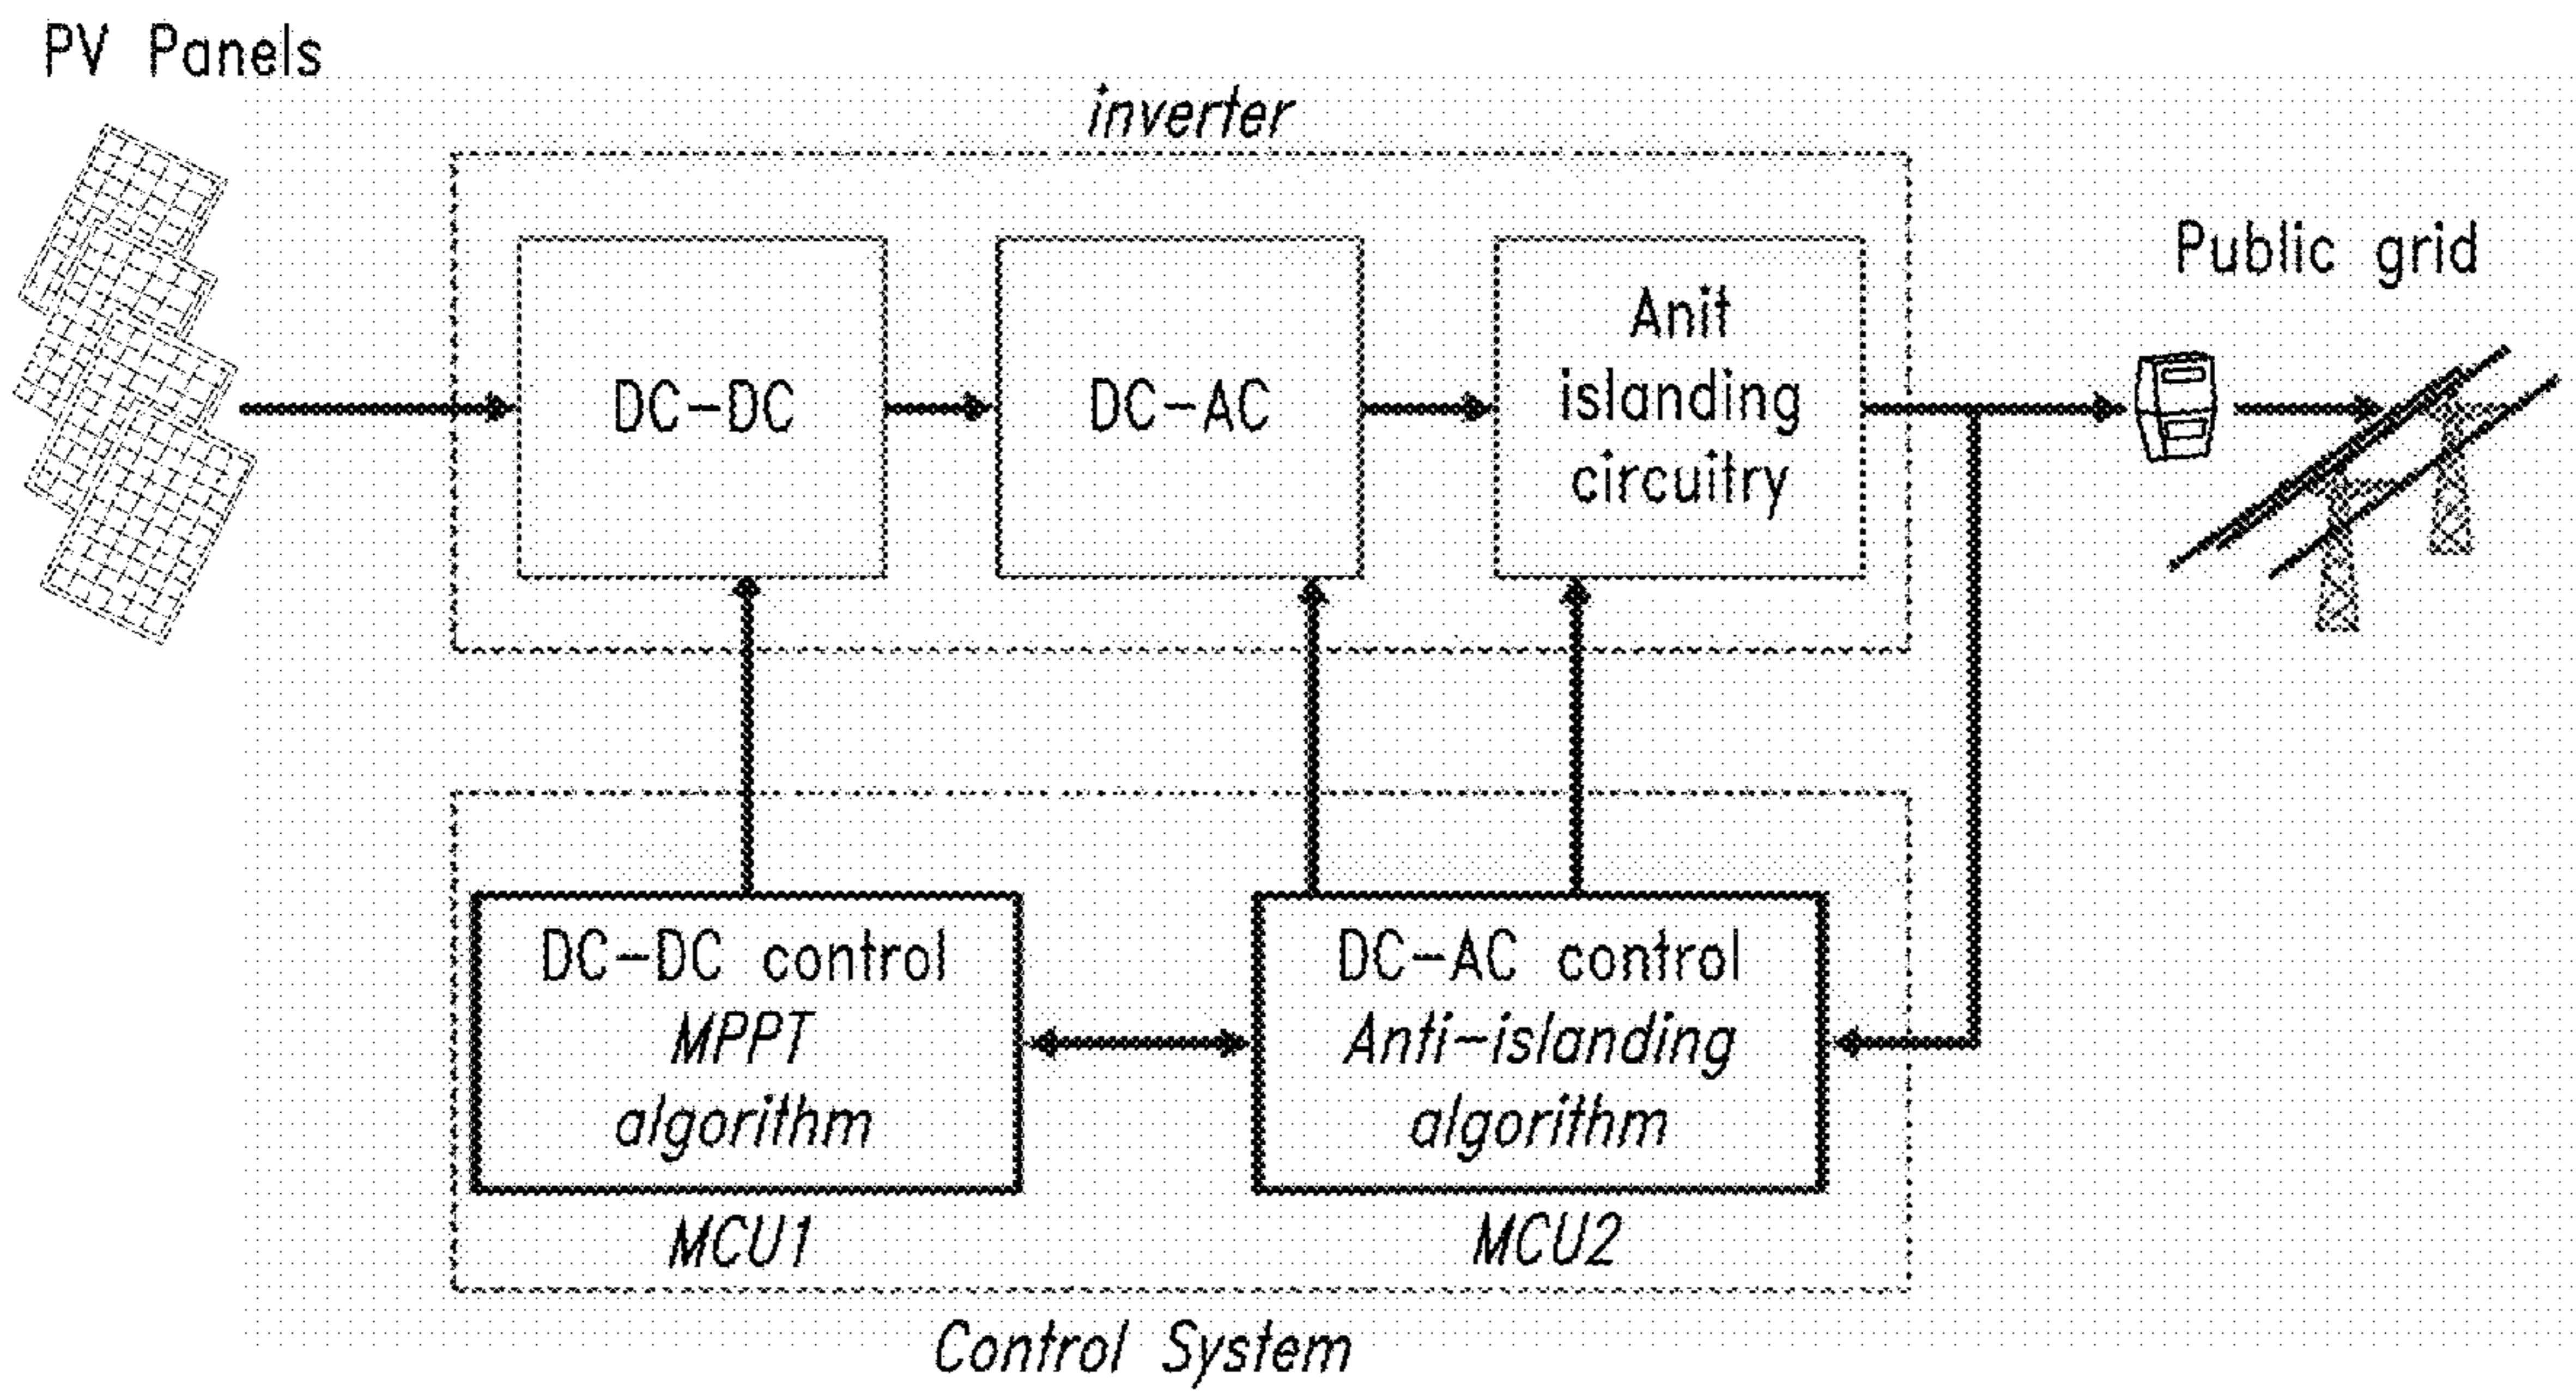 PV Panels
inverter
DC-DC
DC-AC
Anit
islanding
circuitry
Public grid
DC-DC control
MPPT
algorithm
MCU1
DC-AC control
Anti-islanding
algorithm
MCU2
Control System